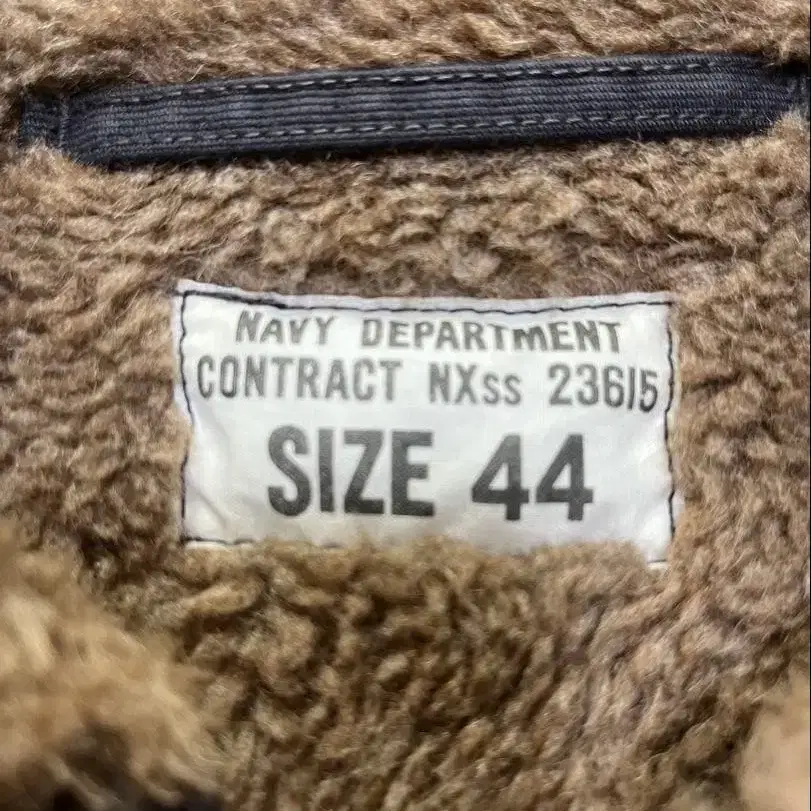 NAVY DEPARTMENT
CONTRACT NXss 23615
SIZE 44